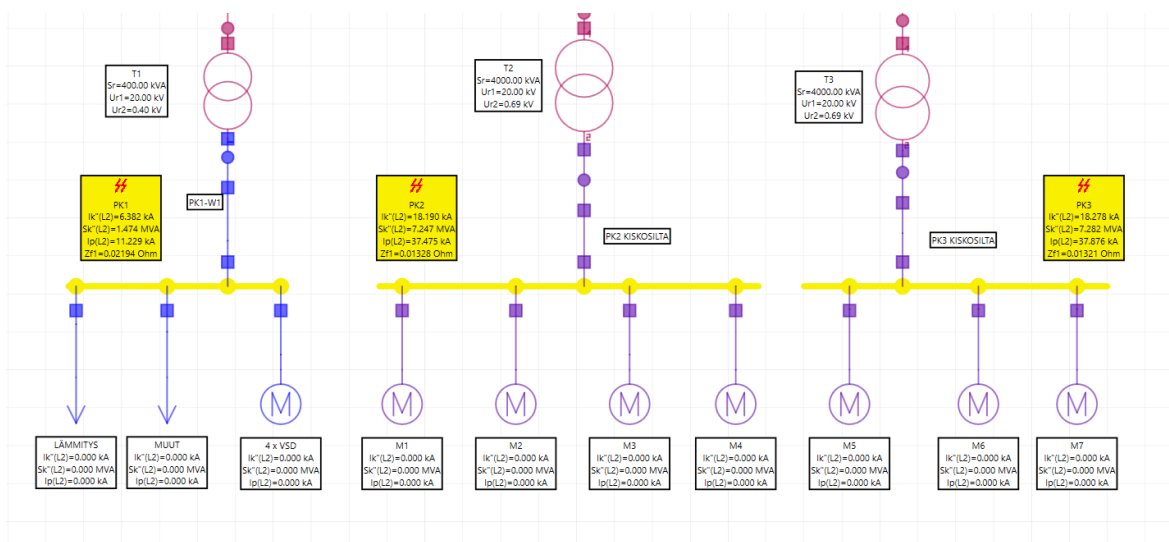 T1
Sr=400.00 kVA
Ur1=20.00 kV
Ur2=0.40 kV
T2
Sr=4000.00 kVA
Ur1=20.00 kV
Ur2=0.69 kV
T3
Sr=4000.00 kVA
Ur1=20.00 kV
Ur2=0.69 kV
2
PK1
Ik"(L2)=6.382 kA
Sk"(L2)=1.474 MVA
Ip(L2)=11.229 kA
Zf1=0.02194 Ohm
PK1-W1
PK2
Ik"(L2)=18.190 kA
Sk"(L2)=7.247 MVA
Ip(L2)=37.475 kA
Zf1=0.01328 Ohm
PK2 KISKOSILTA
PK3 KISKOSILTA
PK3
Ik"(L2)=18.278 kA
Sk"(L2)=7.282 MVA
Ip(L2)=37.876 kA
Zf1=0.01321 Ohm
M M M M M M M M
LÄMMITYS
Ik"(L2)=0.000 kA
Sk"(L2)=0.000 MVA
Ip(L2)=0.000 kA
MUUT
Ik"(L2)=0.000 kA
Sk"(L2)=0.000 MVA
Ip(L2)=0.000 kA
4 x VSD
Ik"(L2)=0.000 kA
Sk"(L2)=0.000 MVA
Ip(L2)=0.000 kA
M1
Ik"(L2)=0.000 kA
Sk"(L2)=0.000 MVA
Ip(L2)=0.000 kA
M2
Ik"(L2)=0.000 kA
Sk"(L2)=0.000 MVA
Ip(L2)=0.000 kA
M3
Ik"(L2)=0.000 kA
Sk"(L2)=0.000 MVA
Ip(L2)=0.000 kA
M4
Ik"(L2)=0.000 kA
Sk"(L2)=0.000 MVA
Ip(L2)=0.000 kA
M5
Ik"(L2)=0.000 kA
Sk"(L2)=0.000 MVA
Ip(L2)=0.000 kA
M6
Ik"(L2)=0.000 kA
Sk"(L2)=0.000 MVA
Ip(L2)=0.000 kA
M7
Ik"(L2)=0.000 kA
Sk"(L2)=0.000 MVA
Ip(L2)=0.000 kA